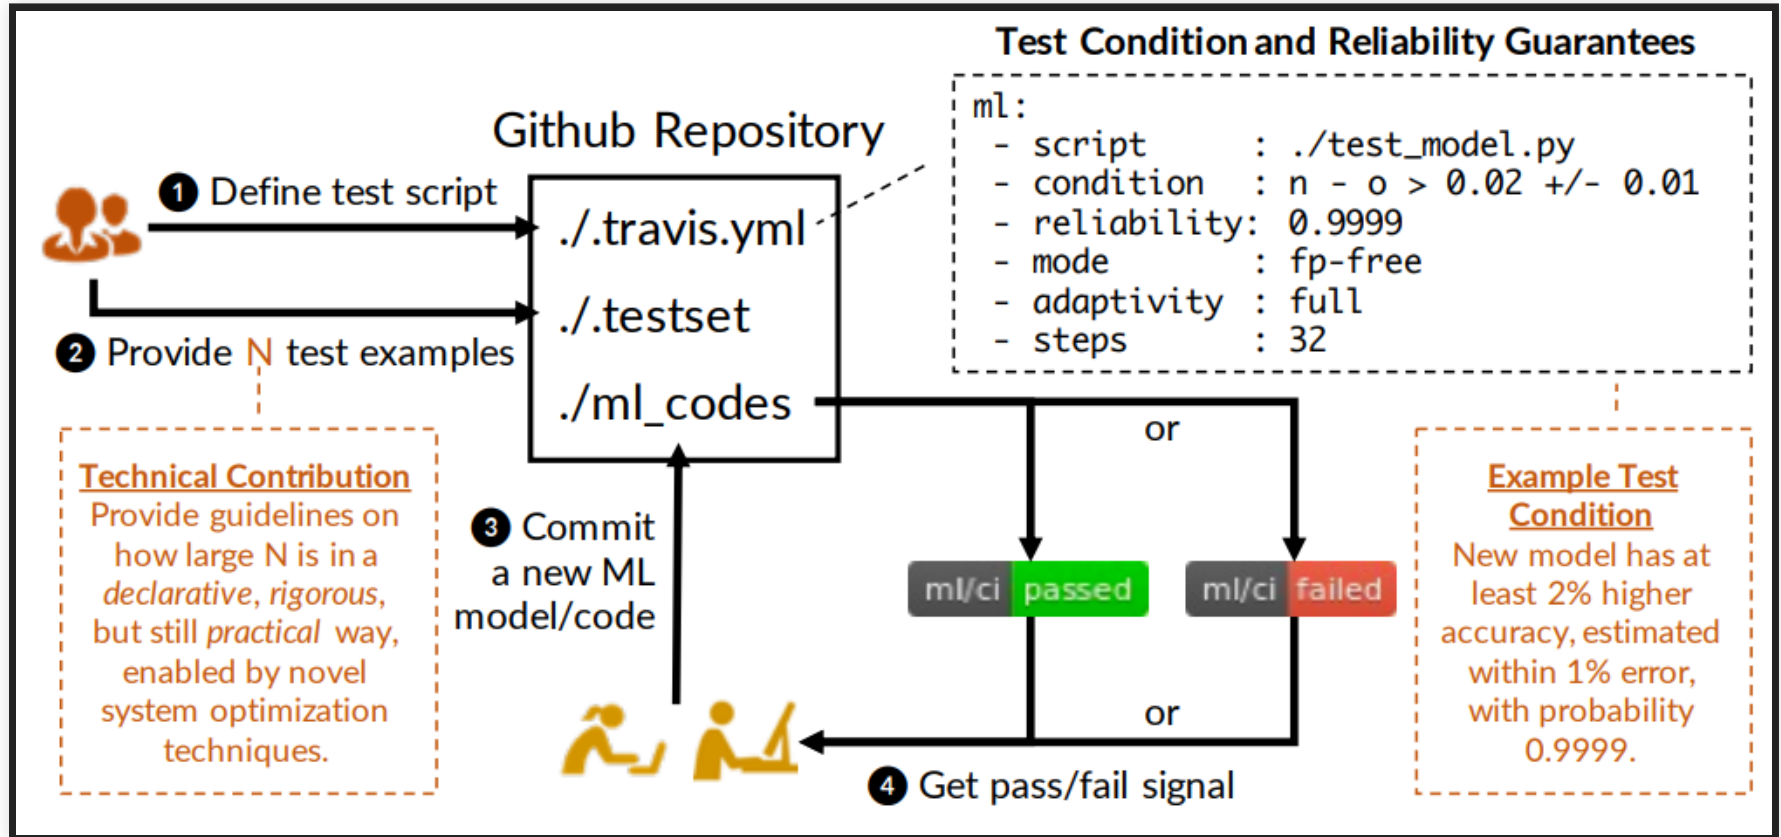 Test Condition and Reliability Guarantees
ml:
- script : ./test_model.py
- condition : n - o > 0.02 +/- 0.01
- reliability: 0.9999
- mode : fp-free
- adaptivity : full
- steps : 32
Github Repository
./.travis.yml
./.testset
./ml_codes
1 Define test script
2 Provide N test examples
Technical Contribution
Provide guidelines on
how large N is in a
declarative, rigorous,
but still practical way,
enabled by novel
system optimization
techniques.
3 Commit
a new ML
model/code
or
ml/ci passed
ml/ci failed
or
4 Get pass/fail signal
Example Test
Condition
New model has at
least 2% higher
accuracy, estimated
within 1% error,
with probability
0.9999.